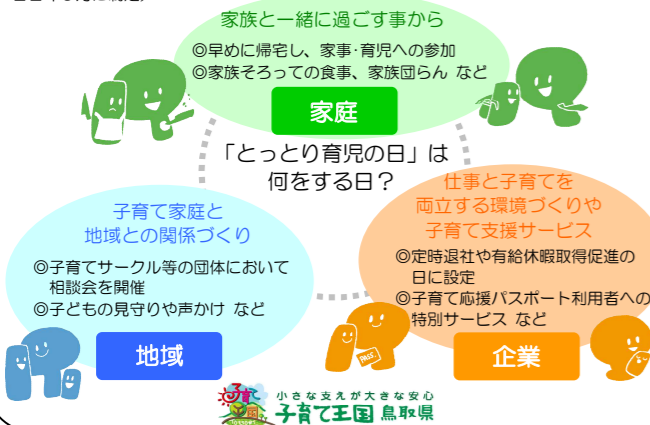 家族と一緒に過ごす事から
◎早めに帰宅し、家事・育児への参加
◎家族そろっての食事、家族団らん など
家庭
「とっとり育児の日」は
何をする日？
子育て家庭と
地域との関係づくり
◎子育てサークル等の団体において
相談会を開催
◎子どもの見守りや声かけ など
地域
仕事と子育てを
両立する環境づくりや
子育て支援サービス
◎定時退社や有給休暇取得促進の
日に設定
◎子育て応援パスポート利用者への
特別サービス など
PASS
企業
小さな支えが大きな安心
子育て王国 鳥取県